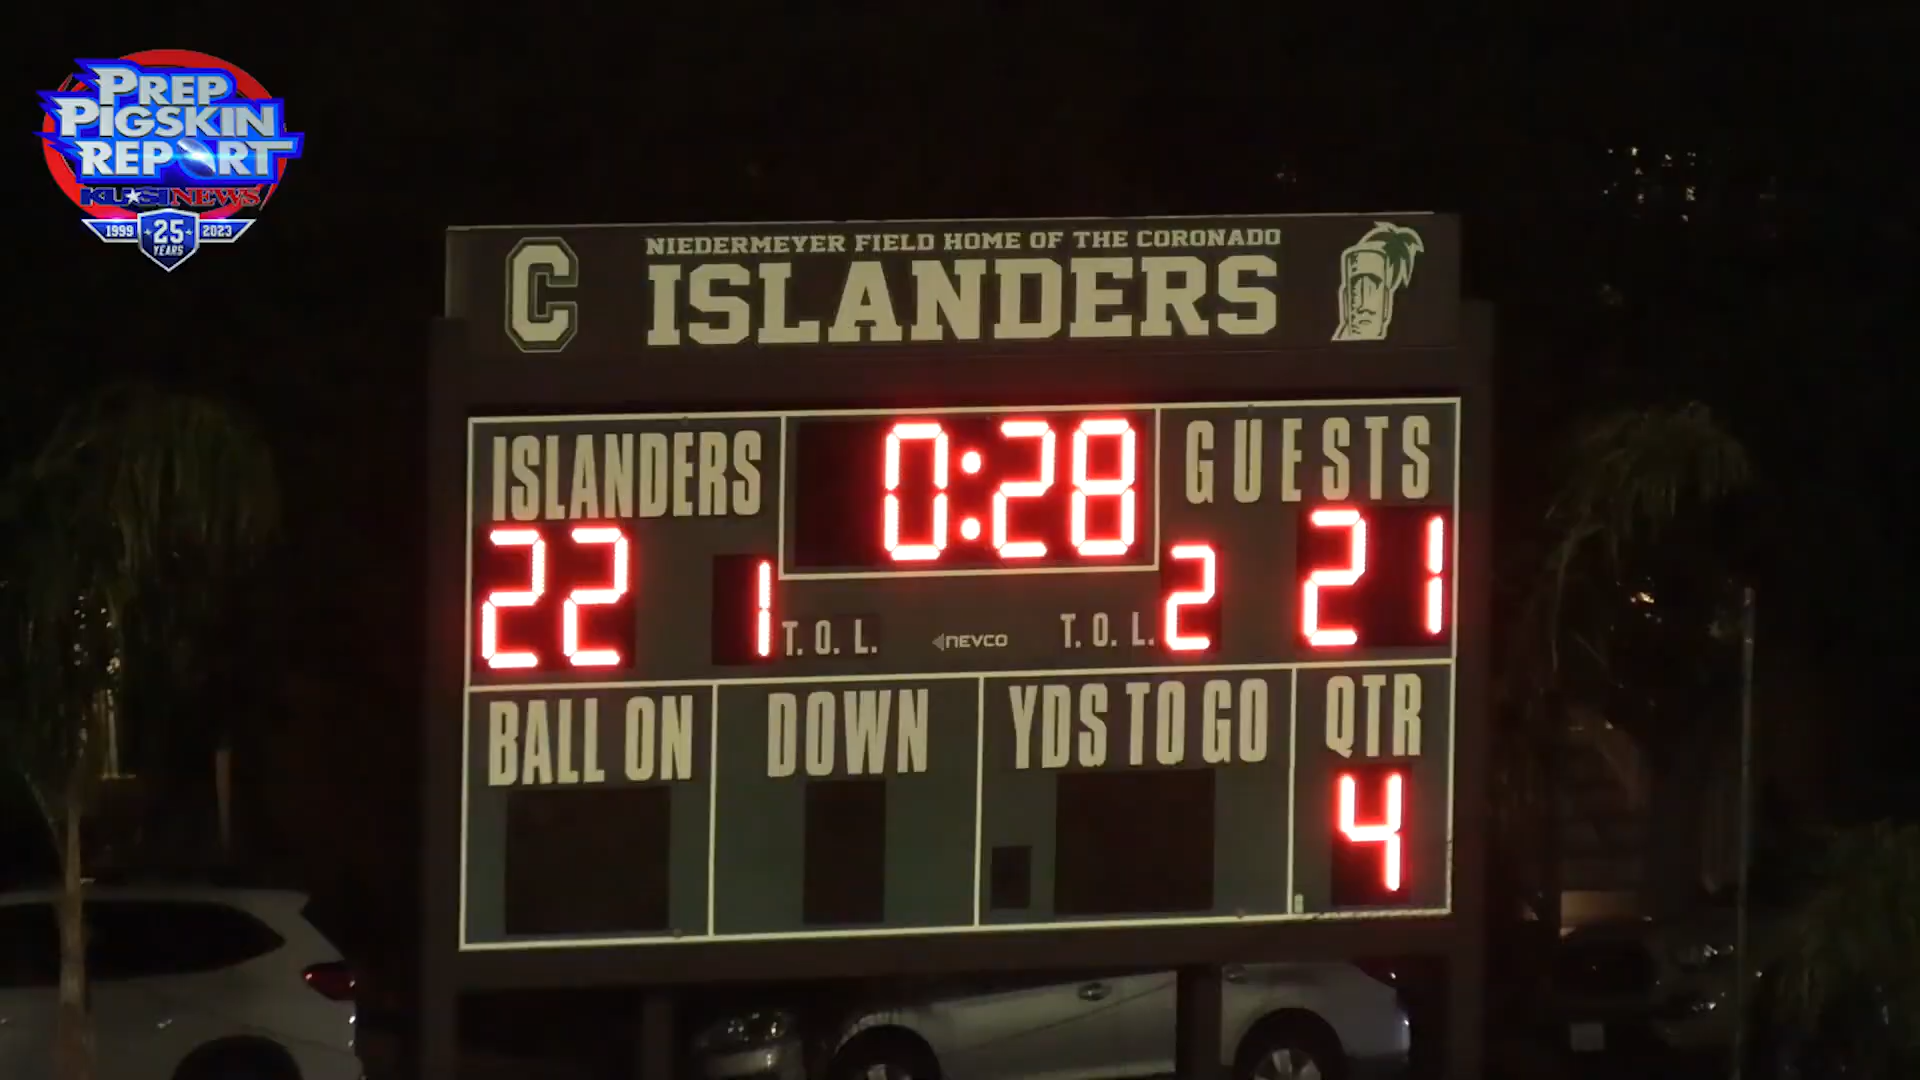 PREP
PIGSKIN
REPORT
KUSI NEWS
1999 25 2023
YEARS
NIEDERMEYER FIELD HOME OF THE CORONADO
C ISLANDERS
ISLANDERS 0:28 GUESTS
22 1 T. O. L. NEVCO T. O. L. 2 21
BALL ON DOWN YDS TO GO QTR
4